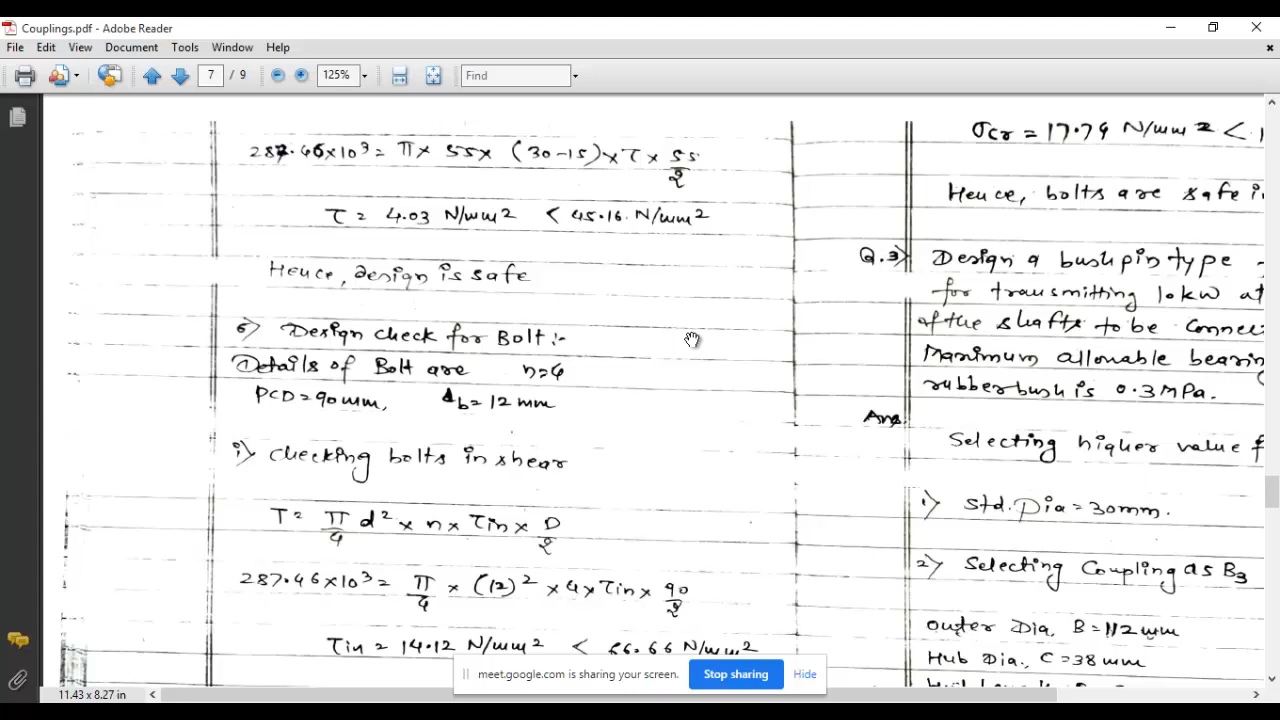 Couplings.pdf - Adobe Reader
File Edit View Document Tools Window Help
7 / 9 125% Find
287.46×10³ = π × 55 × (30-15) × τ × 55/2
τ = 4.03 N/mm² < 45.16 N/mm²
Hence, design is safe
6) Design check for Bolt :-
Details of Bolt are n=4
PCD = 90 mm, db = 12 mm
i) checking bolts in shear
T = π/4 d² × n × τin × D/2
287.46×10³ = π/4 × (12)² × 4 × τin × 90/2
τin = 14.12 N/mm² < 66.66 N/mm²
σcr = 17.74 N/mm² <
Hence, bolts are safe i
Q.3) Design a bushpin type
for transmitting 10kW at
of the shafts to be Connec
Maximum allowable bearin
rubberbush is 0.3 MPa.
Ans.
Selecting higher value f
1) Std. Dia = 30mm.
2) Selecting Coupling as B3
outer Dia, B = 112 mm
Hub Dia., C = 38 mm
meet.google.com is sharing your screen. Stop sharing Hide
11.43 x 8.27 in